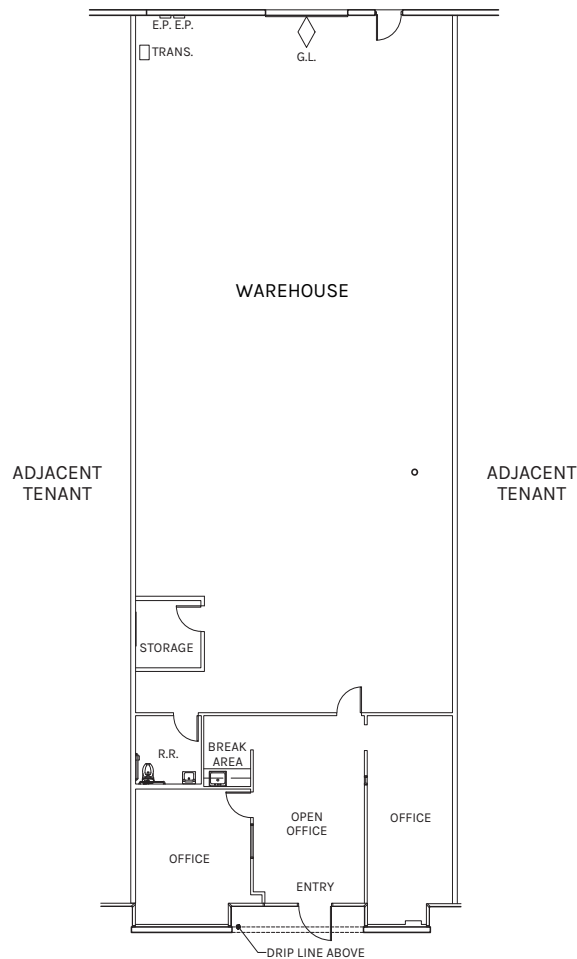 E.P. E.P.
TRANS.
G.L.
WAREHOUSE
ADJACENT
TENANT
ADJACENT
TENANT
STORAGE
R.R.
BREAK
AREA
OPEN
OFFICE
OFFICE
OFFICE
ENTRY
DRIP LINE ABOVE